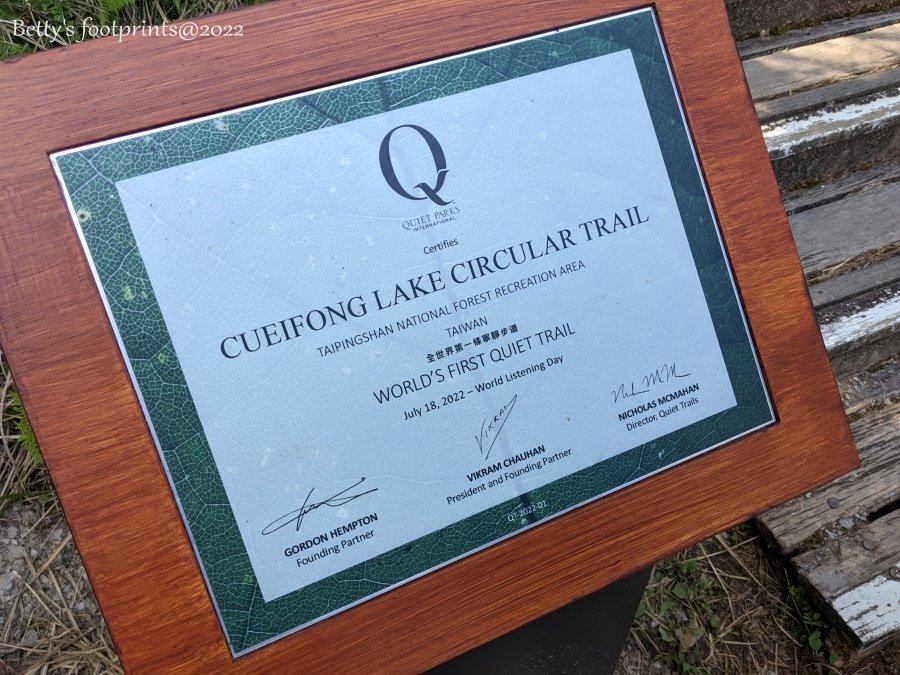 Betty's footprints@2022
Q
QUIET PARKS
INTERNATIONAL
Certifies
CUEIFONG LAKE CIRCULAR TRAIL
TAIPINGSHAN NATIONAL FOREST RECREATION AREA
TAIWAN
全世界第一條寧靜步道
WORLD'S FIRST QUIET TRAIL
July 18, 2022 – World Listening Day
VIKRAM
NICHOLAS MCMAHAN
Director, Quiet Trails
VIKRAM CHAUHAN
President and Founding Partner
GORDON HEMPTON
Founding Partner
QT-2022-01